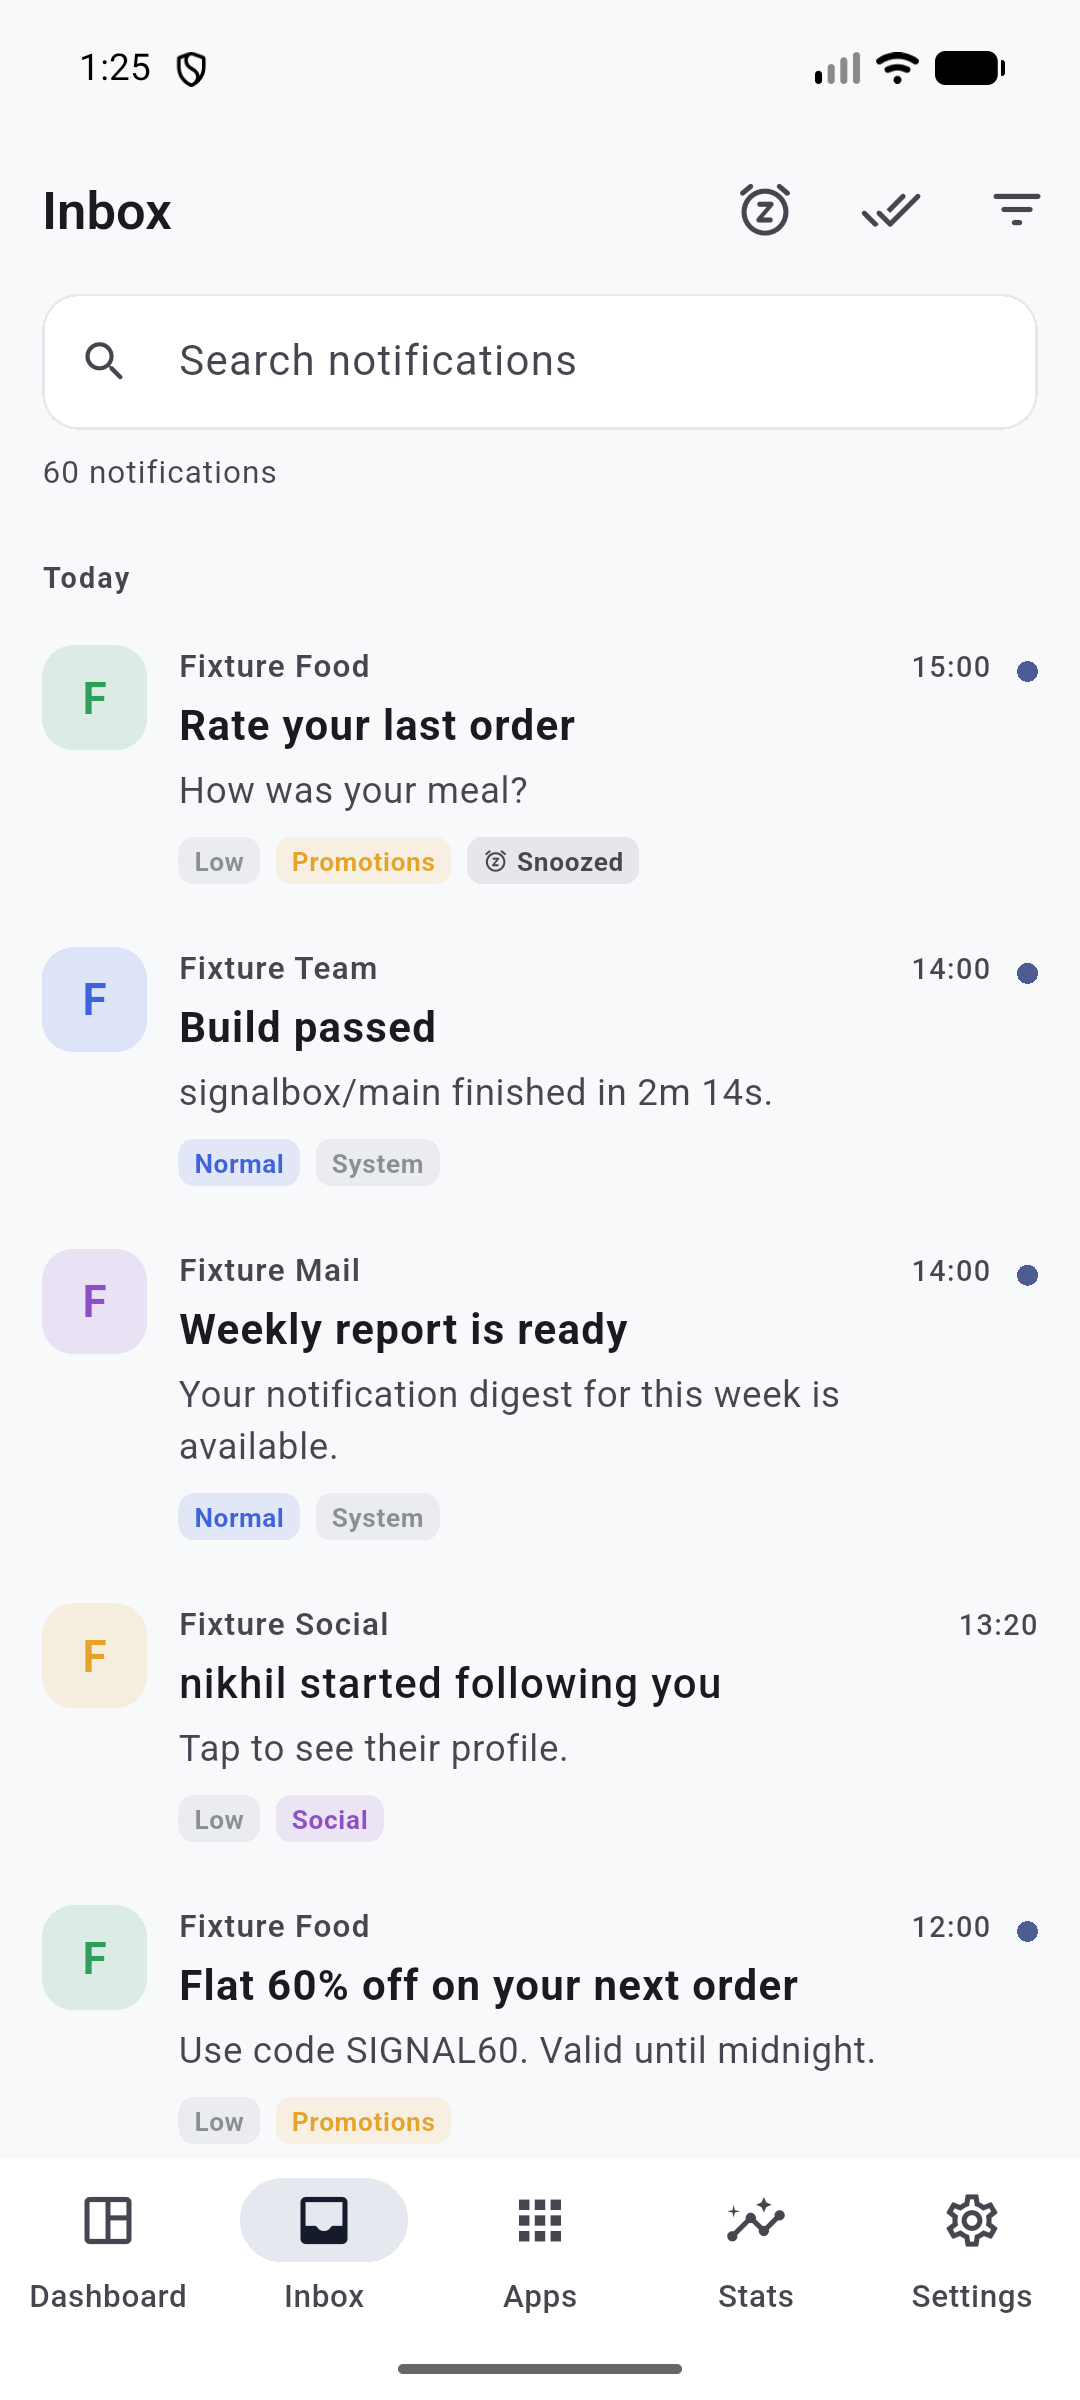 1:25
Inbox
Search notifications
60 notifications
Today
F
Fixture Food
15:00
Rate your last order
How was your meal?
Low Promotions Snoozed
F
Fixture Team
14:00
Build passed
signalbox/main finished in 2m 14s.
Normal System
F
Fixture Mail
14:00
Weekly report is ready
Your notification digest for this week is
available.
Normal System
F
Fixture Social
13:20
nikhil started following you
Tap to see their profile.
Low Social
F
Fixture Food
12:00
Flat 60% off on your next order
Use code SIGNAL60. Valid until midnight.
Low Promotions
Dashboard Inbox Apps Stats Settings